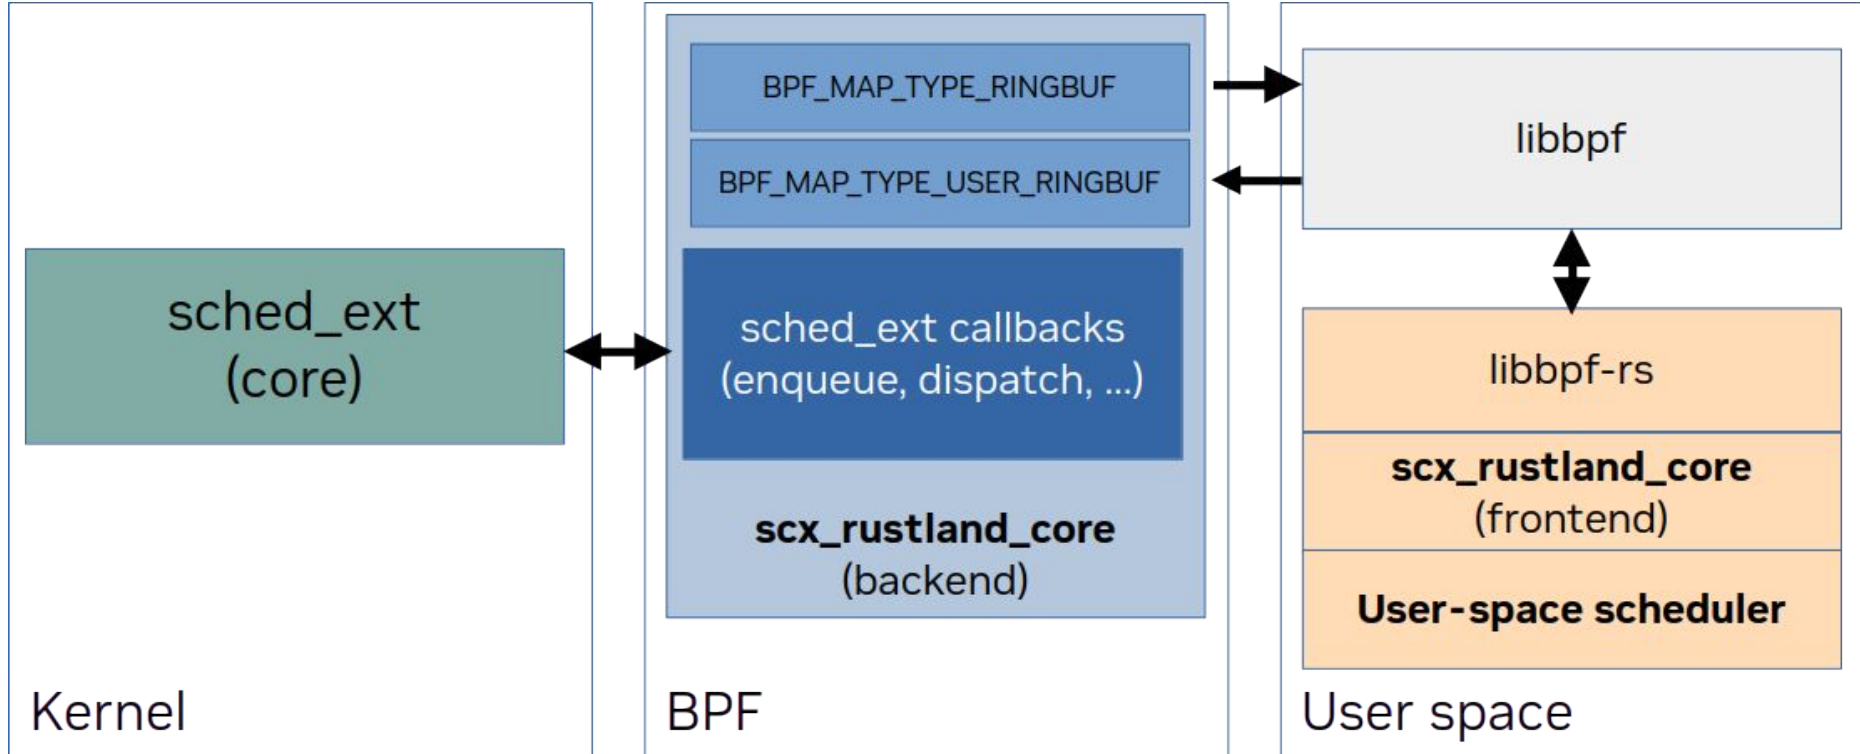 sched_ext
(core)
Kernel
BPF_MAP_TYPE_RINGBUF
BPF_MAP_TYPE_USER_RINGBUF
sched_ext callbacks
(enqueue, dispatch, ...)
scx_rustland_core
(backend)
BPF
libbpf
libbpf-rs
scx_rustland_core
(frontend)
User-space scheduler
User space